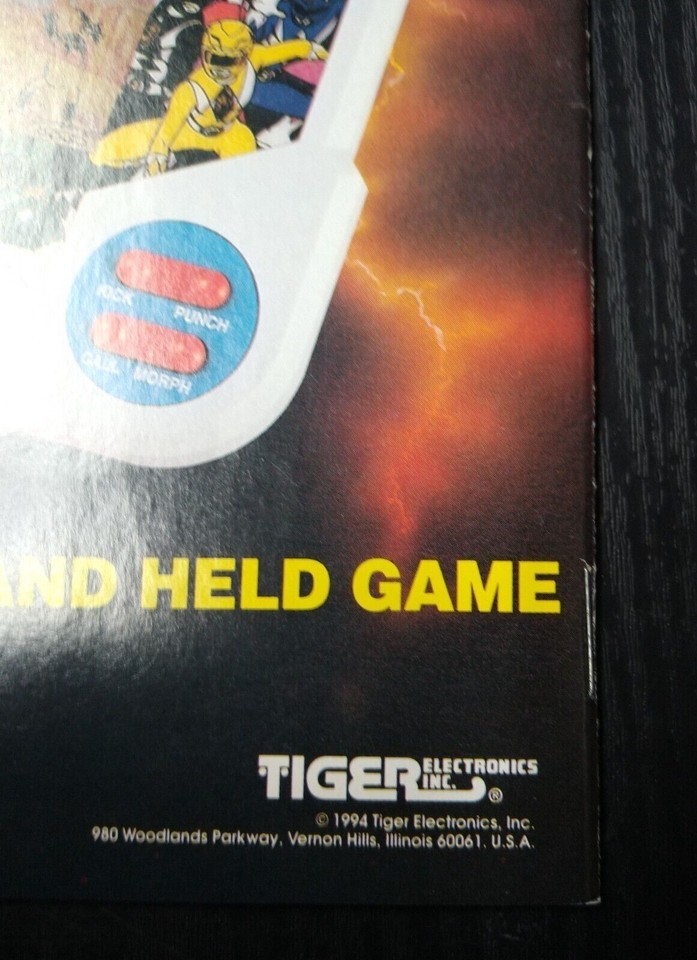 KICK
PUNCH
CALL MORPH
AND HELD GAME
TIGER ELECTRONICS
INC. ®
© 1994 Tiger Electronics, Inc.
980 Woodlands Parkway, Vernon Hills, Illinois 60061. U.S.A.